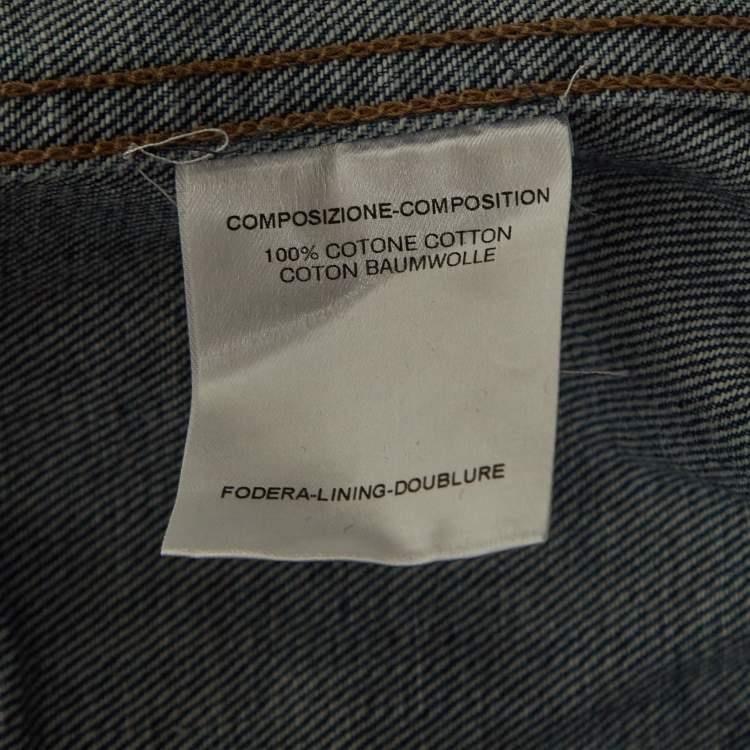 COMPOSIZIONE-COMPOSITION
100% COTONE COTTON
COTON BAUMWOLLE
FODERA-LINING-DOUBLURE